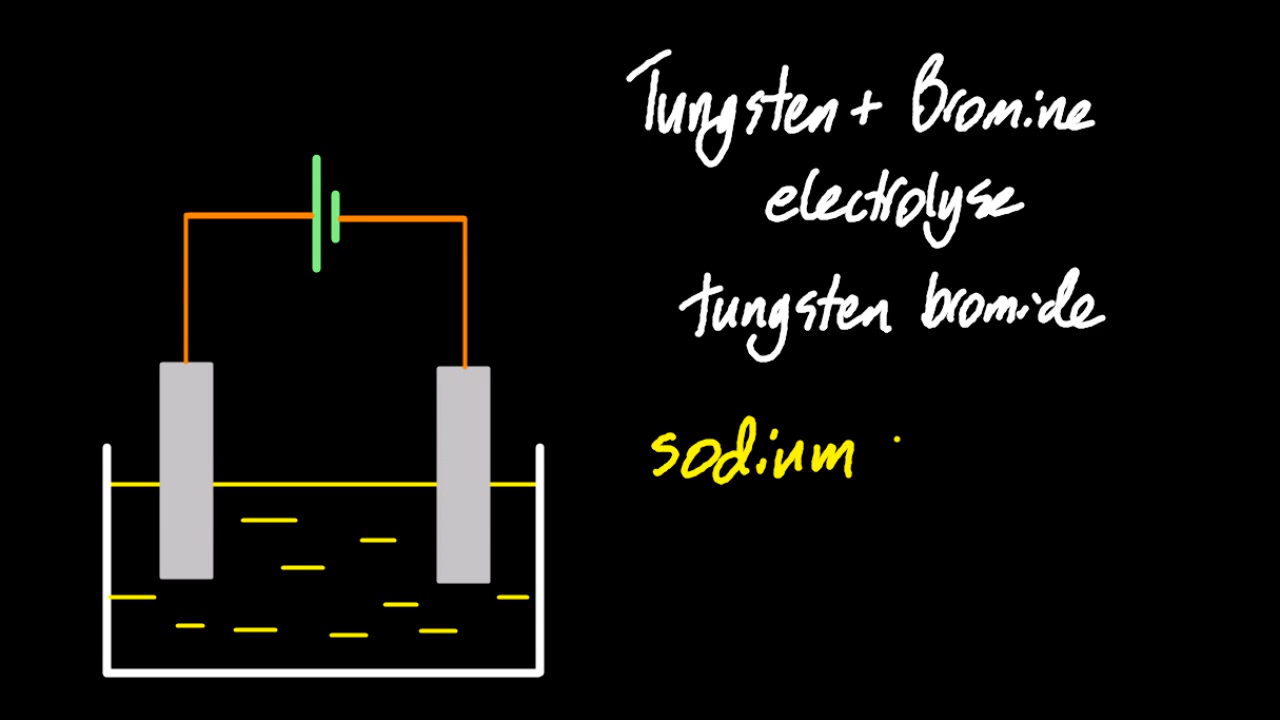 Tungsten + Bromine
electrolyse
tungsten bromide
sodium